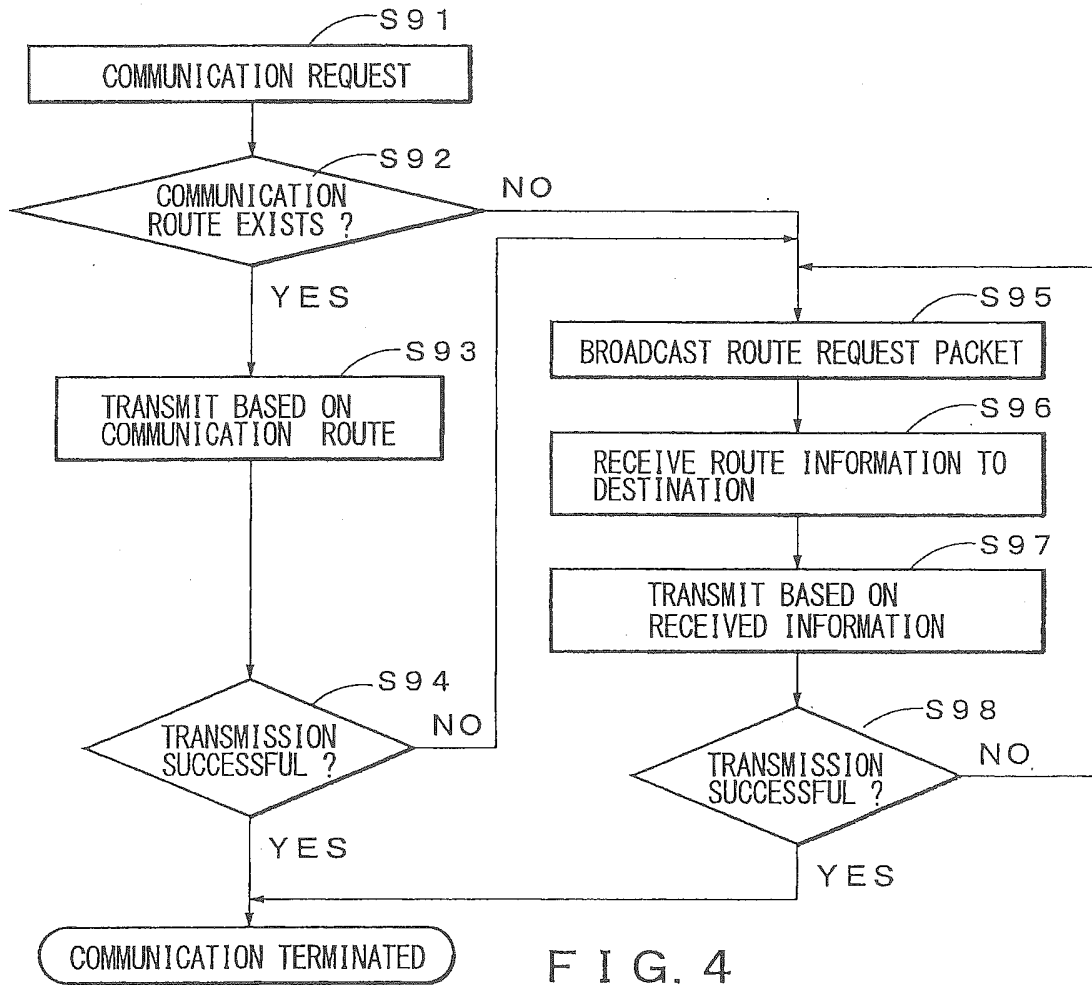 S91
COMMUNICATION REQUEST
S92
COMMUNICATION
ROUTE EXISTS ?
NO
YES
S93
TRANSMIT BASED ON
COMMUNICATION ROUTE
S94
TRANSMISSION
SUCCESSFUL ?
NO
YES
S95
BROADCAST ROUTE REQUEST PACKET
S96
RECEIVE ROUTE INFORMATION TO
DESTINATION
S97
TRANSMIT BASED ON
RECEIVED INFORMATION
S98
TRANSMISSION
SUCCESSFUL ?
NO
YES
COMMUNICATION TERMINATED
FIG. 4